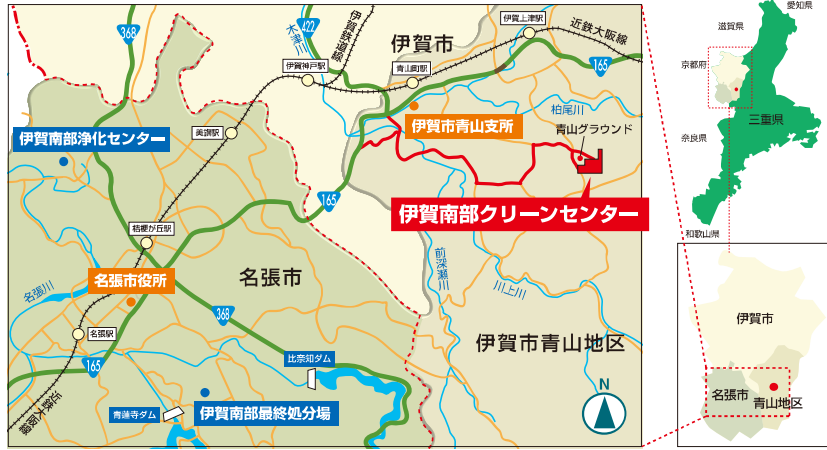 368
木津川
422
伊賀鉄道線
伊賀市
伊賀上津駅
近鉄大阪線
165
伊賀神戸駅
青山町駅
柏尾川
伊賀市青山支所
青山グラウンド
伊賀南部浄化センター
美旗駅
165
伊賀南部クリーンセンター
桔梗が丘駅
名張市役所
名張市
前深瀬川
川上川
名張川
368
名張駅
伊賀市青山地区
比奈知ダム
165
近鉄大阪線
青蓮寺ダム
伊賀南部最終処分場
N
愛知県
滋賀県
京都府
三重県
奈良県
和歌山県
伊賀市
名張市
青山地区